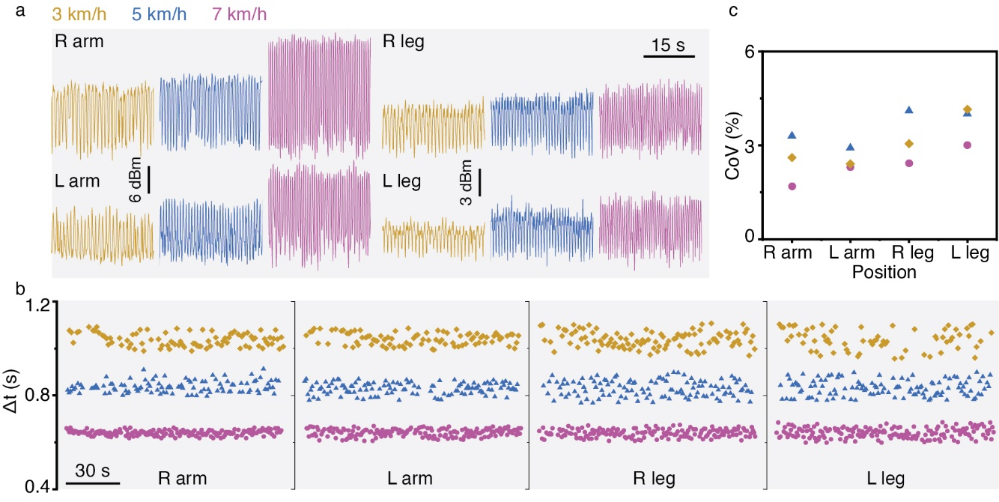 a
3 km/h 5 km/h 7 km/h
R arm
R leg
15 s
L arm
6 dBm
L leg
3 dBm
c
6
3
0
CoV (%)
R arm L arm R leg L leg
Position
b
1.2
0.8
0.4
Δt (s)
30 s
R arm
L arm
R leg
L leg